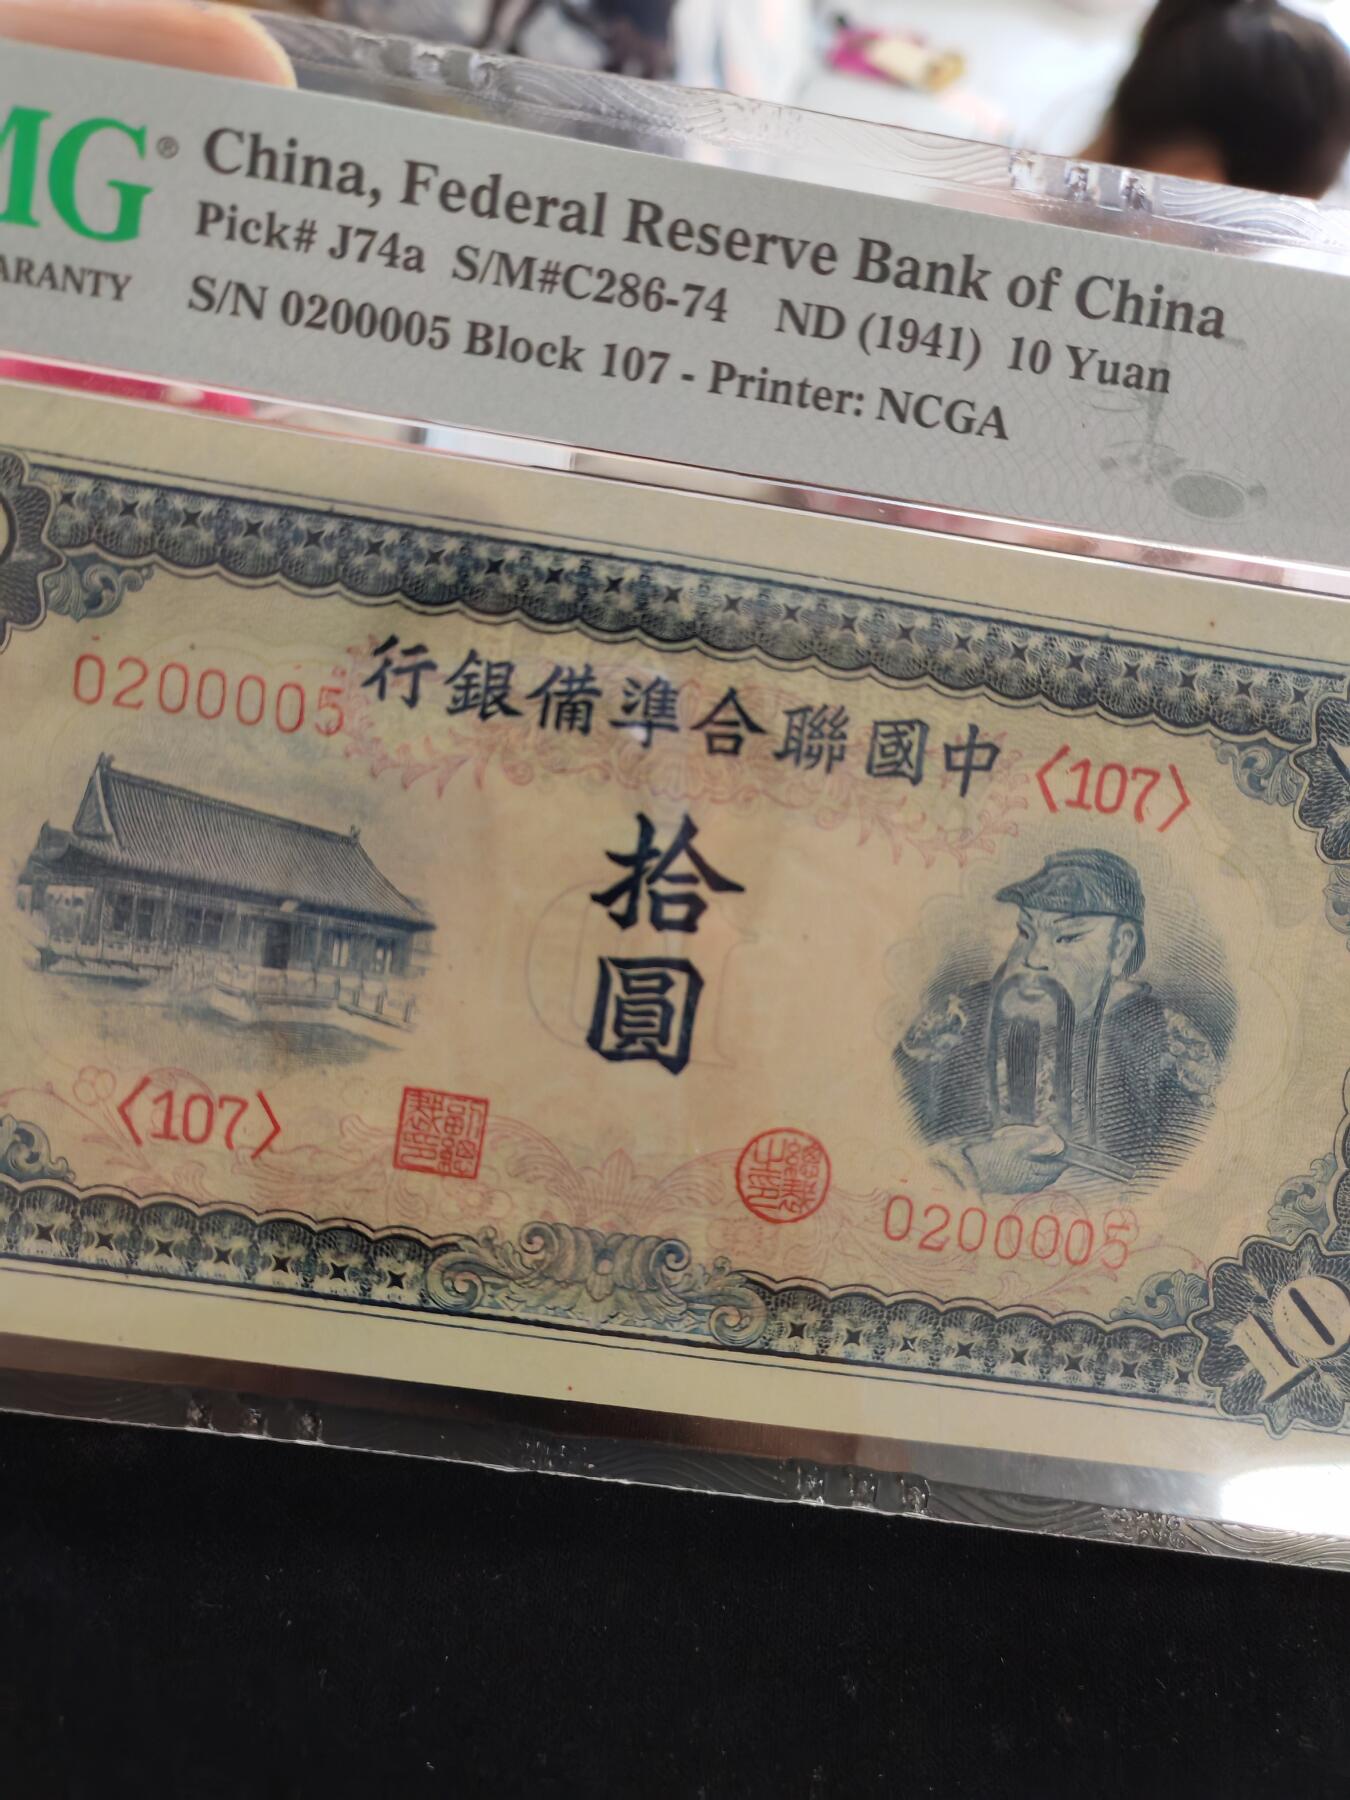 MG®
ARANTY
China, Federal Reserve Bank of China
Pick# J74a S/M#C286-74 ND (1941) 10 Yuan
S/N 0200005 Block 107 - Printer: NCGA
0200005
行銀備準合聯國中
〈107〉
拾
圓
〈107〉
0200005
10